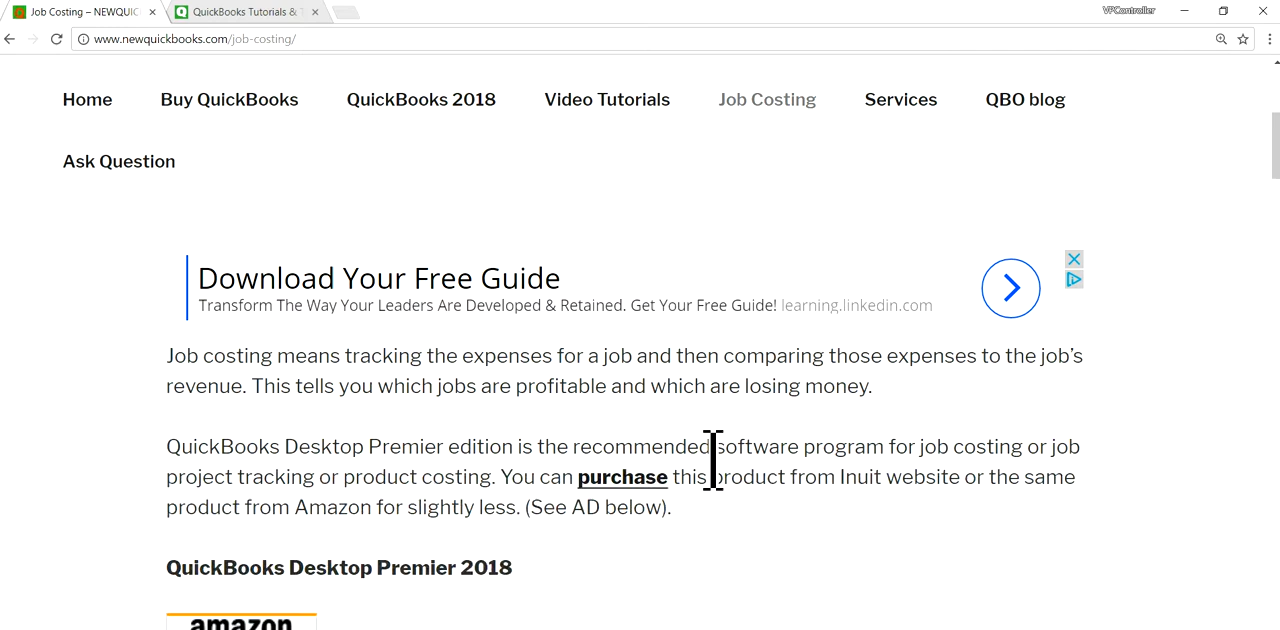 Job Costing – NEWQUIC
QuickBooks Tutorials &
VPController
www.newquickbooks.com/job-costing/
Home Buy QuickBooks QuickBooks 2018 Video Tutorials Job Costing Services QBO blog
Ask Question
Download Your Free Guide
Transform The Way Your Leaders Are Developed & Retained. Get Your Free Guide! learning.linkedin.com
Job costing means tracking the expenses for a job and then comparing those expenses to the job’s
revenue. This tells you which jobs are profitable and which are losing money.
QuickBooks Desktop Premier edition is the recommended software program for job costing or job
project tracking or product costing. You can purchase this product from Inuit website or the same
product from Amazon for slightly less. (See AD below).
QuickBooks Desktop Premier 2018
amazon